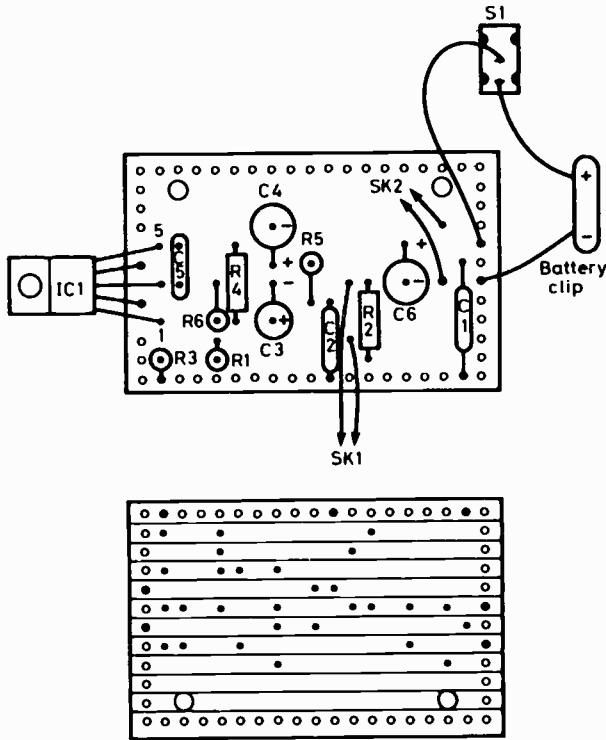 S1
SK2
C4
+
-
5
R5
+
+
-
C5
R4
-
-
Battery
clip
IC1
R6
+
C2
R2
C6
C1
1
C3
R3
R1
SK1